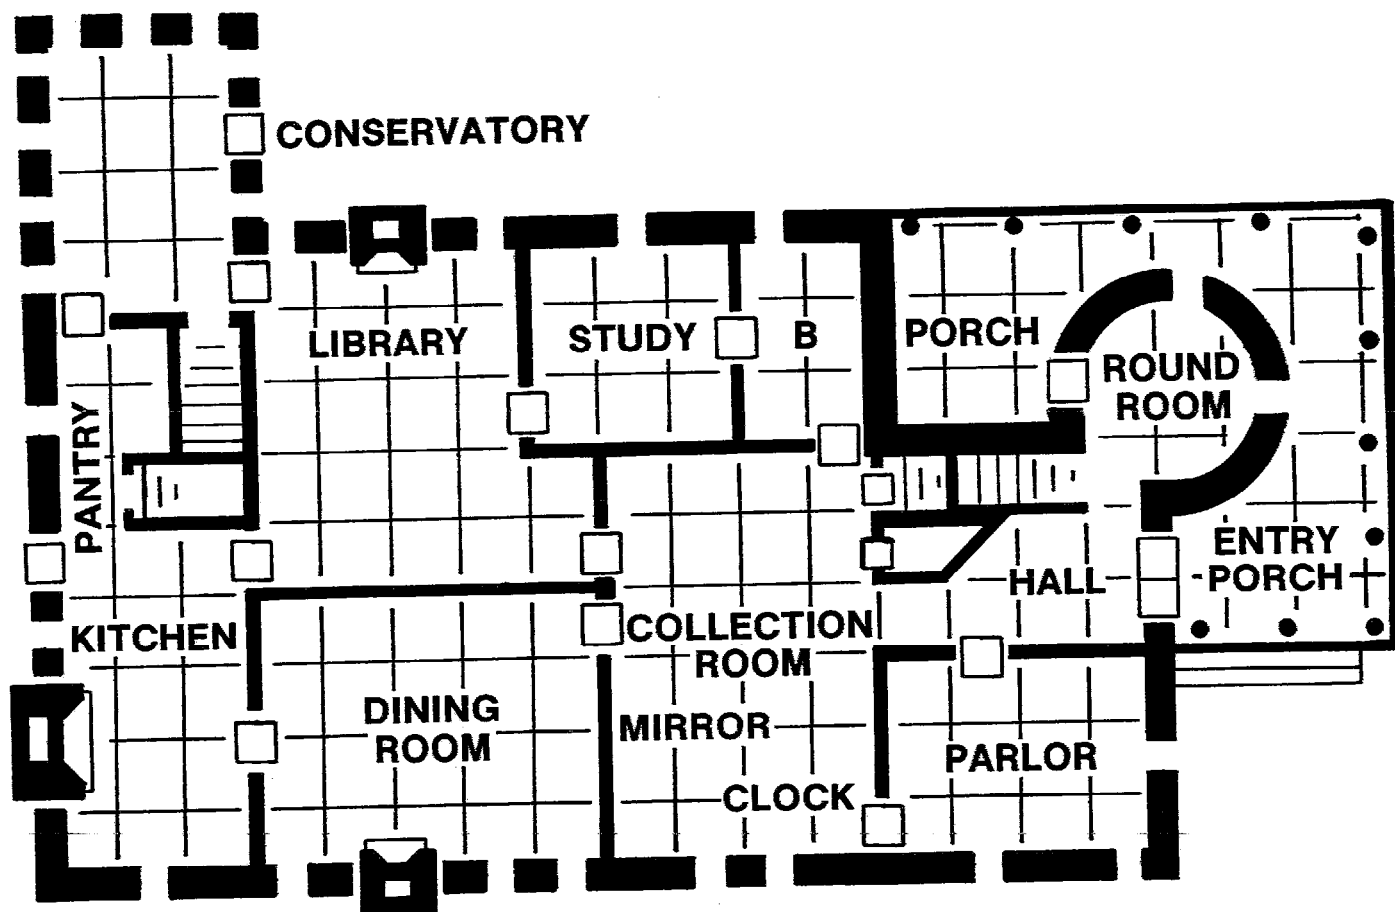 CONSERVATORY
LIBRARY
STUDY
B
PORCH
ROUND
ROOM
PANTRY
ENTRY
PORCH
HALL
KITCHEN
COLLECTION
ROOM
DINING
ROOM
MIRROR
PARLOR
CLOCK